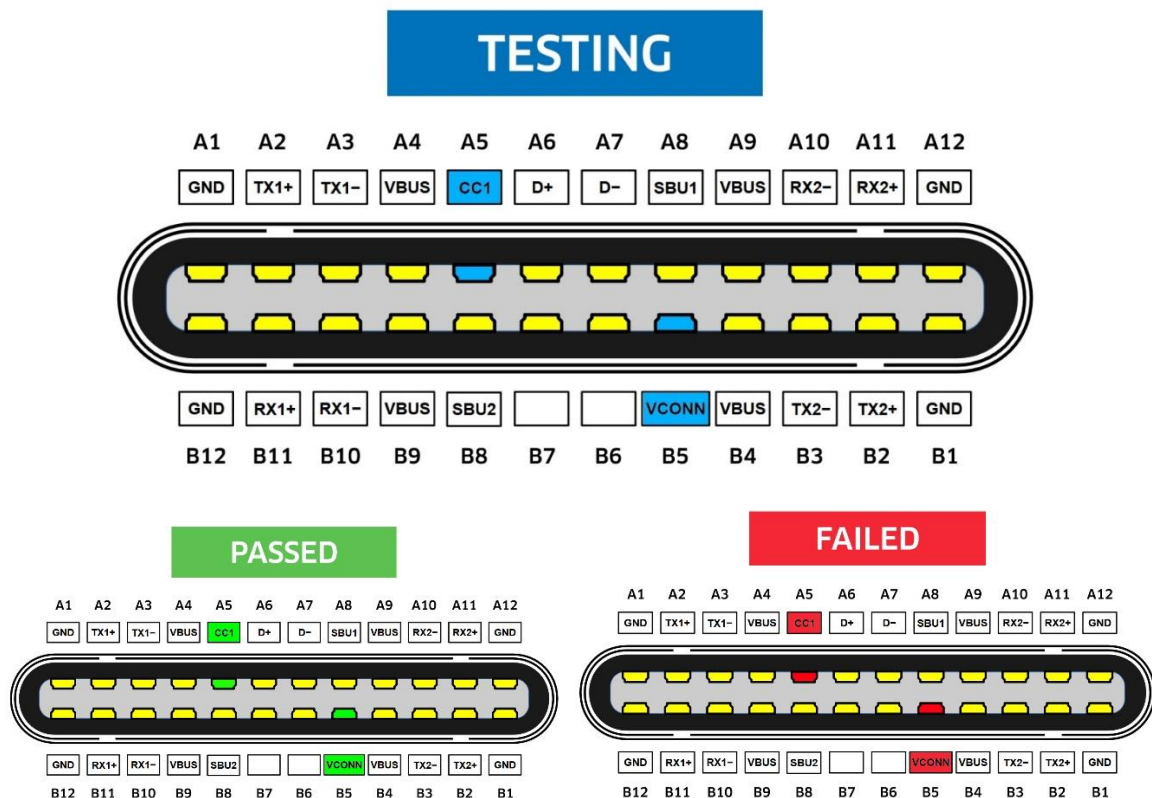 TESTING
A1 A2 A3 A4 A5 A6 A7 A8 A9 A10 A11 A12
GND TX1+ TX1− VBUS CC1 D+ D− SBU1 VBUS RX2− RX2+ GND
GND RX1+ RX1− VBUS SBU2 VCONN VBUS TX2− TX2+ GND
B12 B11 B10 B9 B8 B7 B6 B5 B4 B3 B2 B1
PASSED
A1 A2 A3 A4 A5 A6 A7 A8 A9 A10 A11 A12
GND TX1+ TX1− VBUS CC1 D+ D− SBU1 VBUS RX2− RX2+ GND
GND RX1+ RX1− VBUS SBU2 VCONN VBUS TX2− TX2+ GND
B12 B11 B10 B9 B8 B7 B6 B5 B4 B3 B2 B1
FAILED
A1 A2 A3 A4 A5 A6 A7 A8 A9 A10 A11 A12
GND TX1+ TX1− VBUS CC1 D+ D− SBU1 VBUS RX2− RX2+ GND
GND RX1+ RX1− VBUS SBU2 VCONN VBUS TX2− TX2+ GND
B12 B11 B10 B9 B8 B7 B6 B5 B4 B3 B2 B1